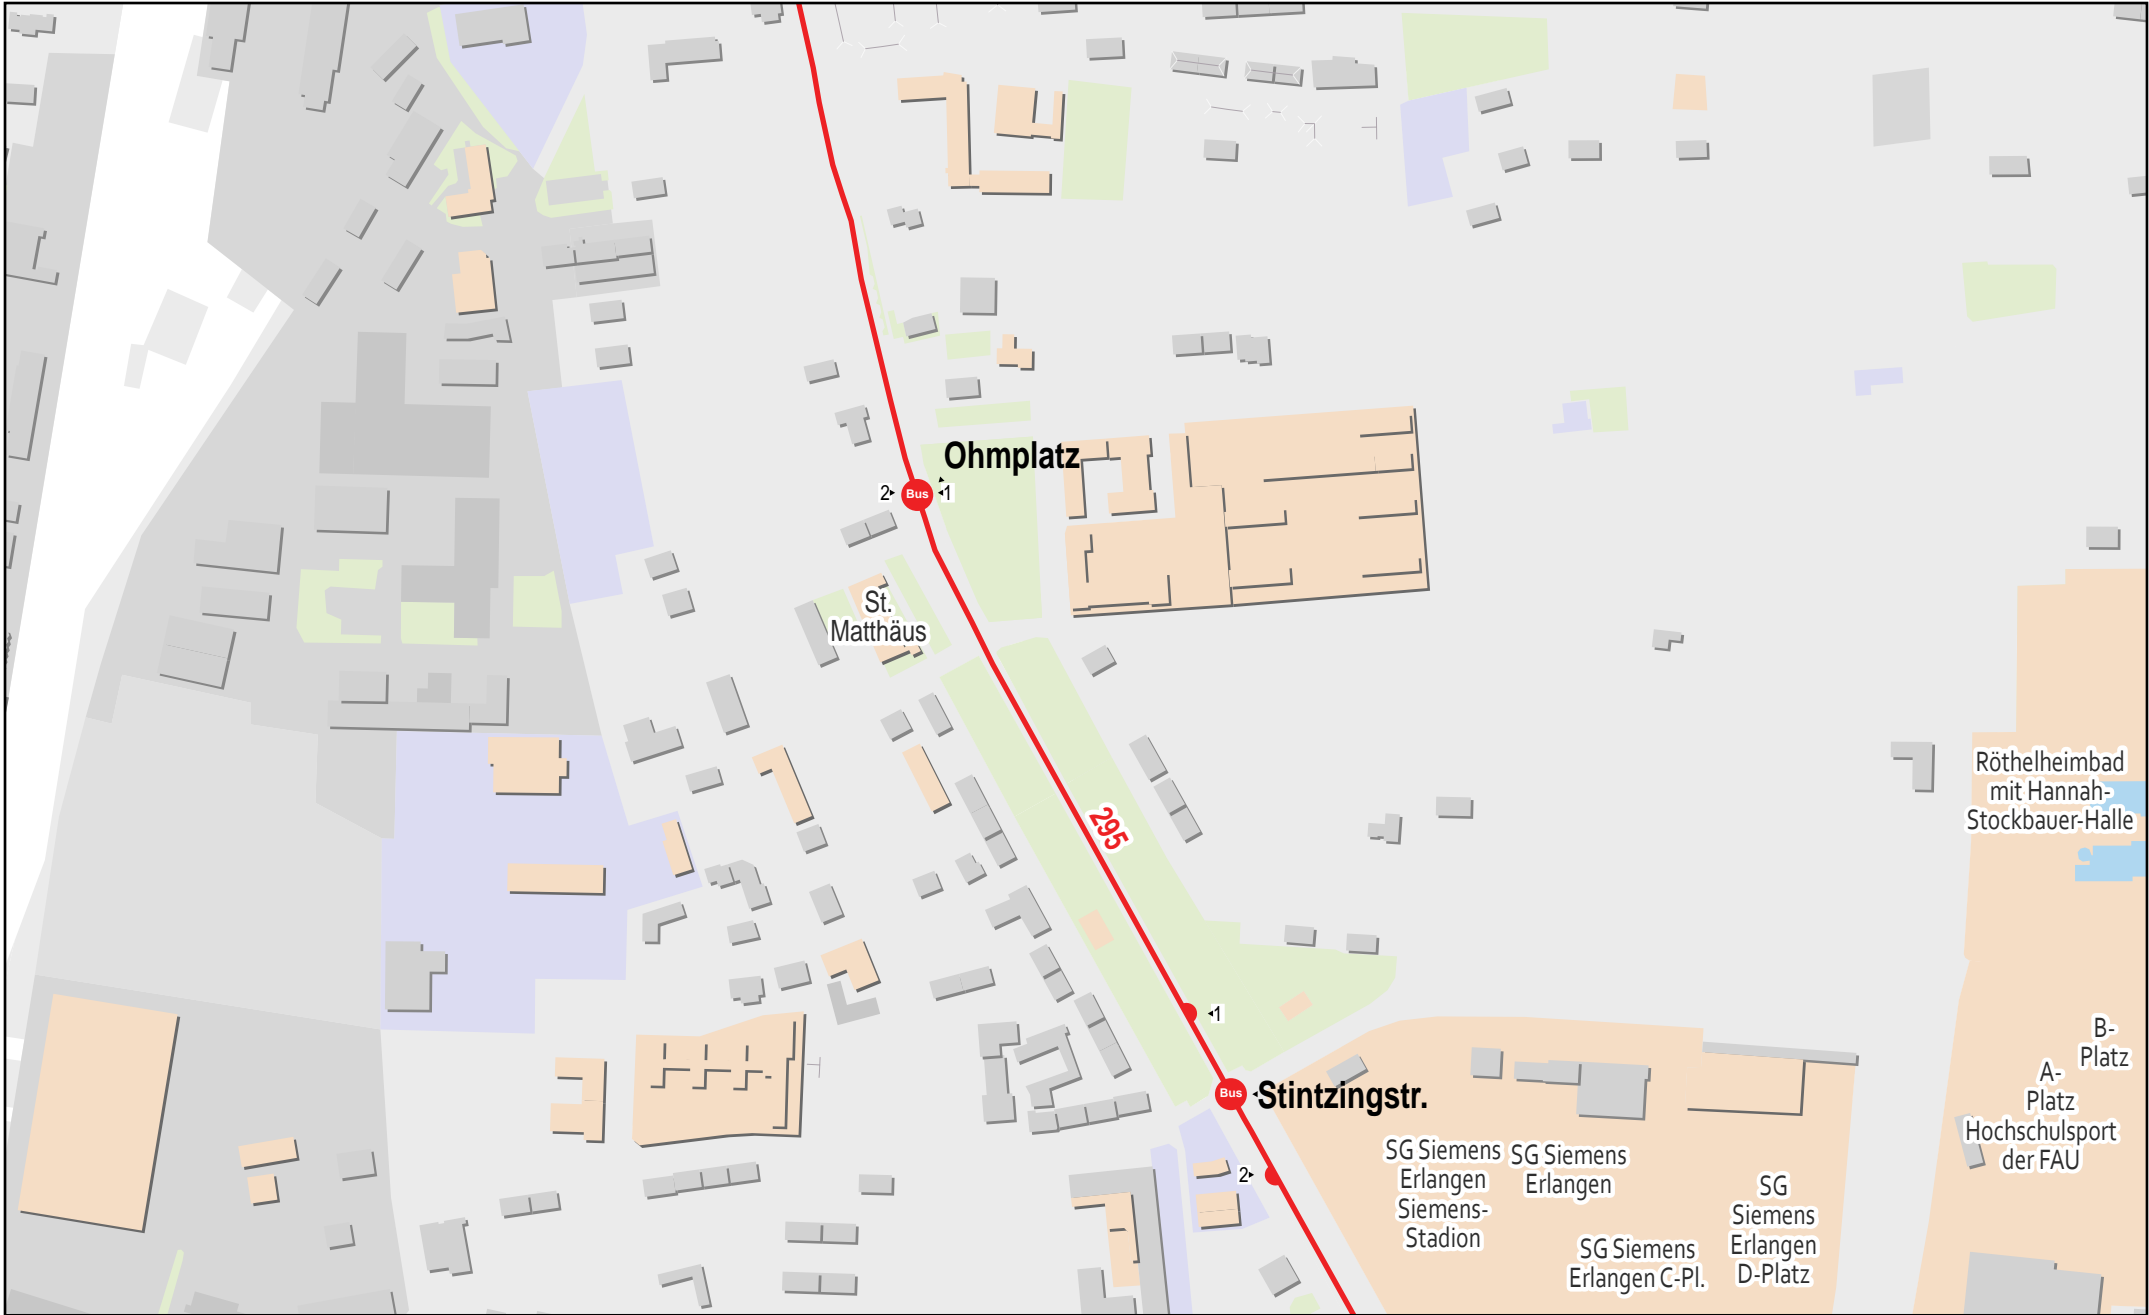 Ohmplatz
2
Bus
1
St.
Matthäus
295
Röthelheimbad
mit Hannah-
Stockbauer-Halle
1
Bus
Stintzingstr.
2
B-
Platz
A-
Platz
Hochschulsport
der FAU
SG Siemens
Erlangen
Siemens-
Stadion
SG Siemens
Erlangen
SG
Siemens
Erlangen
D-Platz
SG Siemens
Erlangen C-Pl.